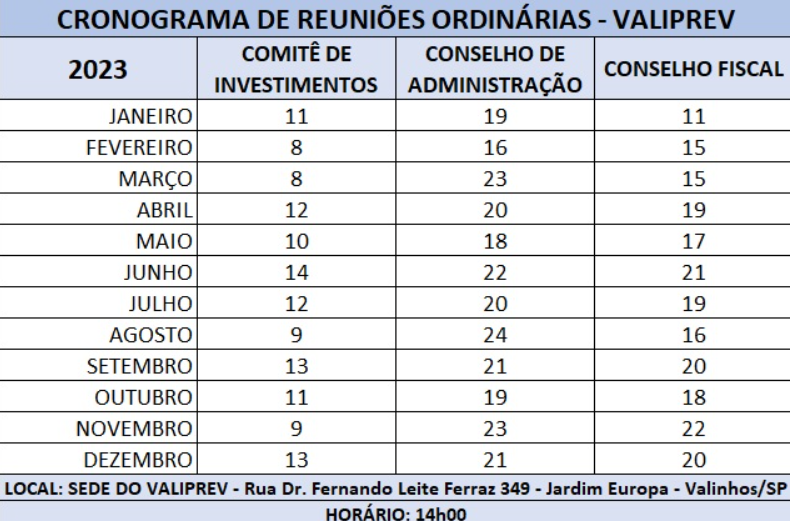 CRONOGRAMA DE REUNIÕES ORDINÁRIAS - VALIPREV
2023 COMITÊ DE INVESTIMENTOS CONSELHO DE ADMINISTRAÇÃO CONSELHO FISCAL
JANEIRO 11 19 11
FEVEREIRO 8 16 15
MARÇO 8 23 15
ABRIL 12 20 19
MAIO 10 18 17
JUNHO 14 22 21
JULHO 12 20 19
AGOSTO 9 24 16
SETEMBRO 13 21 20
OUTUBRO 11 19 18
NOVEMBRO 9 23 22
DEZEMBRO 13 21 20
LOCAL: SEDE DO VALIPREV - Rua Dr. Fernando Leite Ferraz 349 - Jardim Europa - Valinhos/SP
HORÁRIO: 14h00